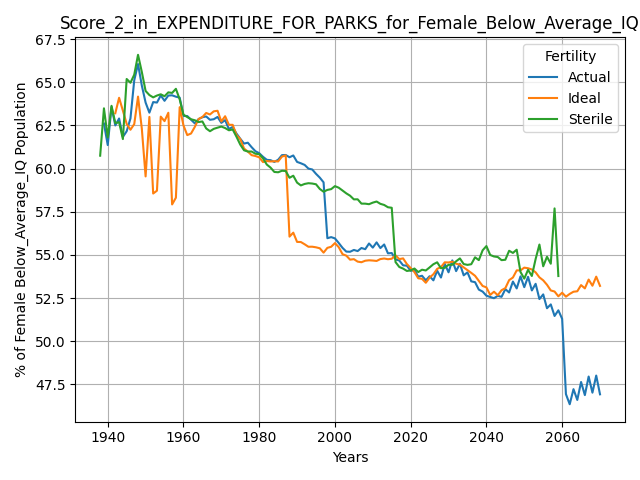 Score_2_in_EXPENDITURE_FOR_PARKS_for_Female_Below_Average_IQ
% of Female Below_Average_IQ Population
67.5
65.0
62.5
60.0
57.5
55.0
52.5
50.0
47.5
Fertility
Actual
Ideal
Sterile
1940
1960
1980
2000
2020
2040
2060
Years